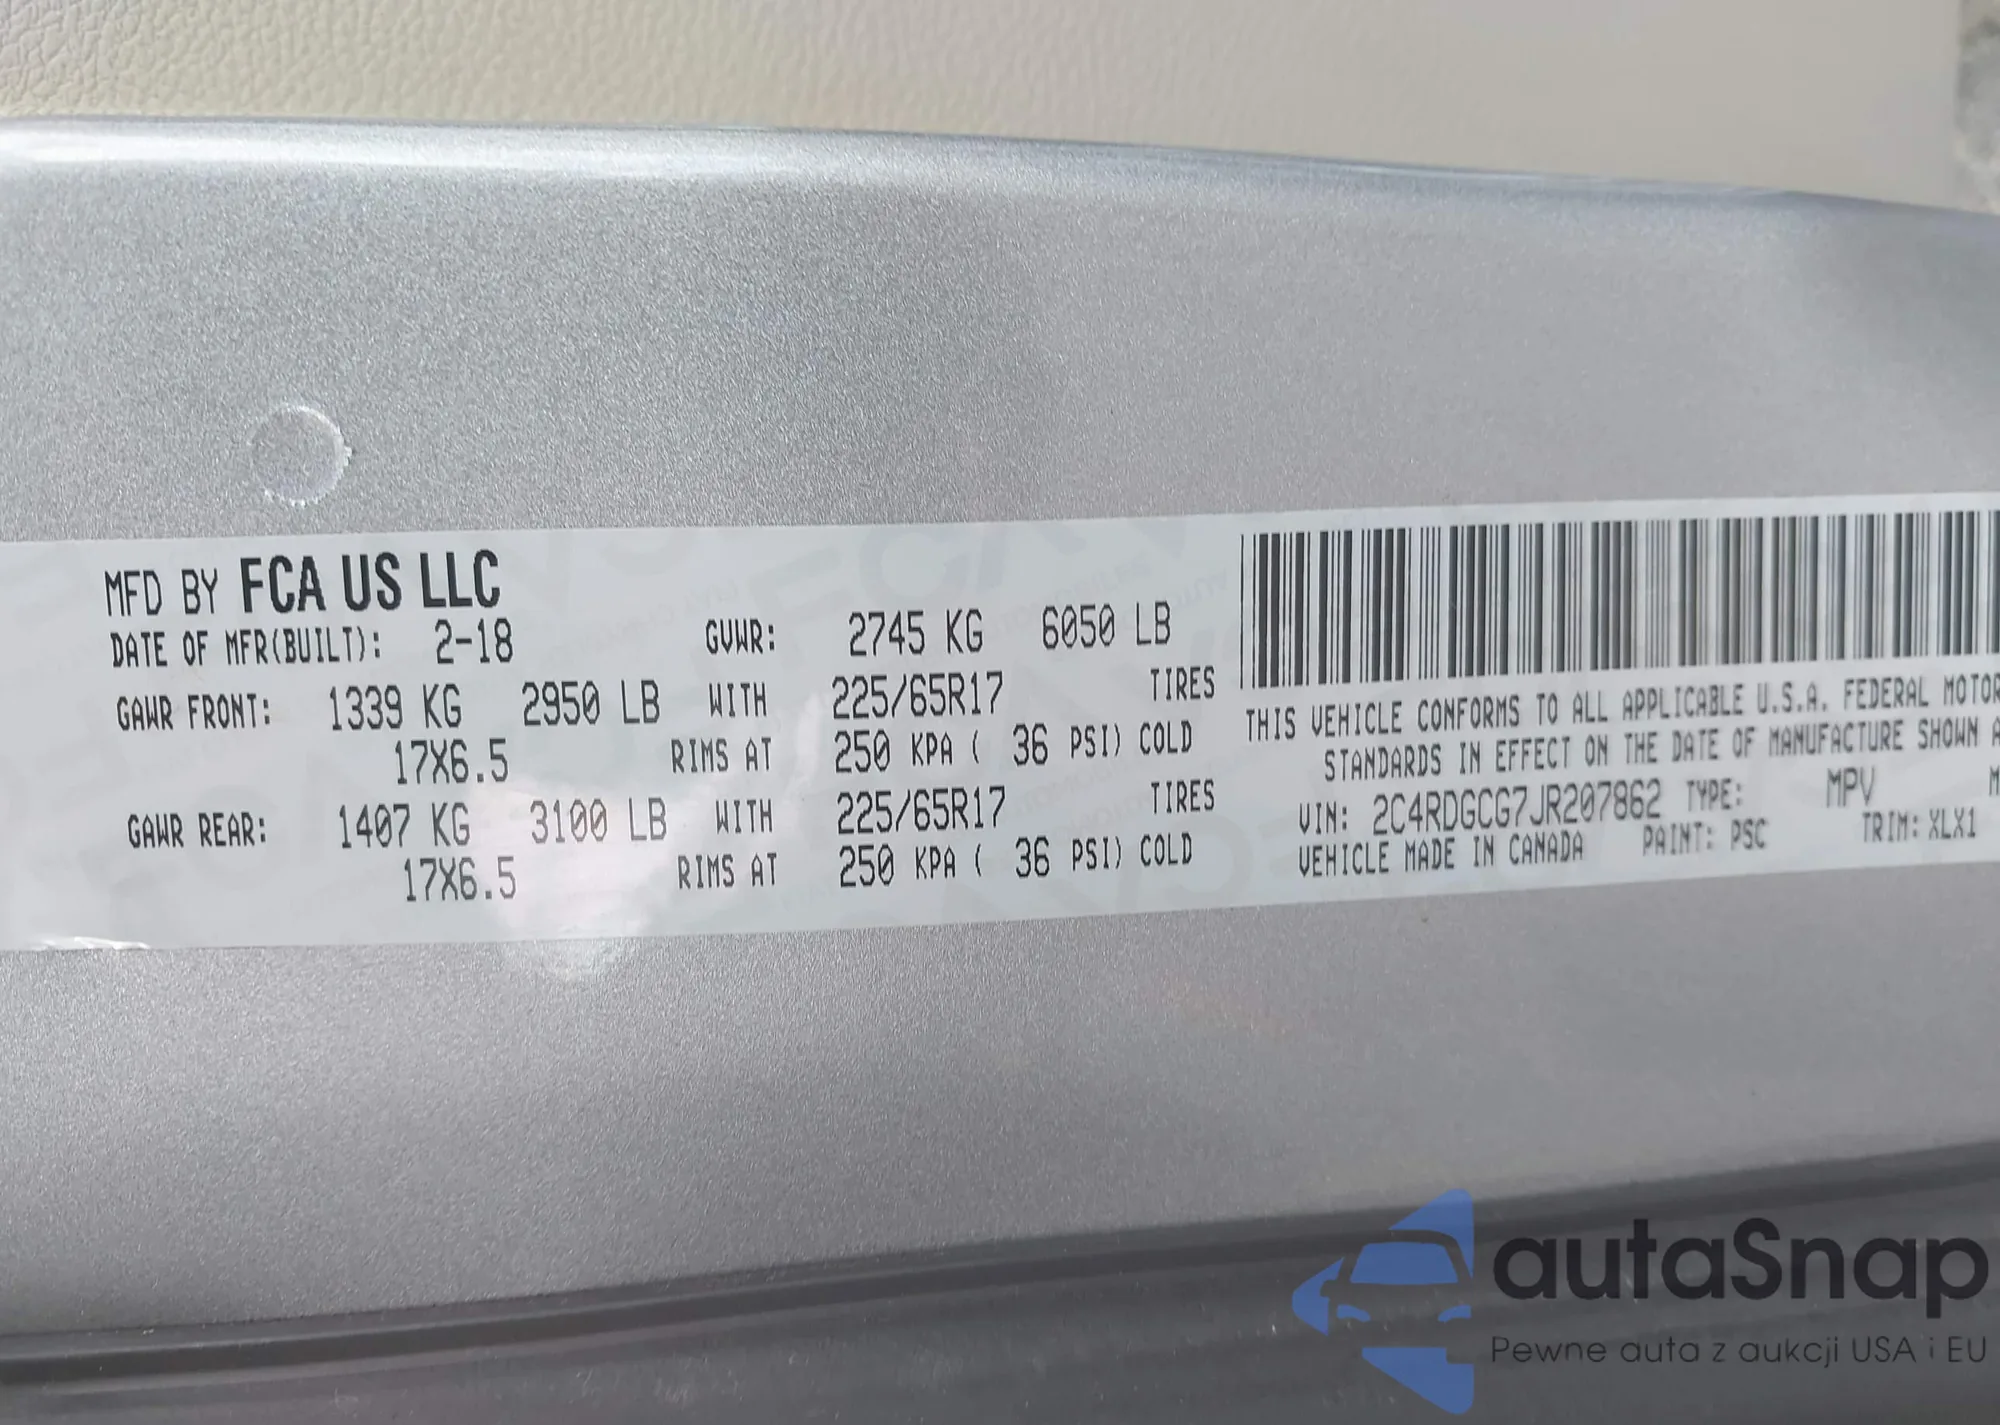 MFD BY FCA US LLC
DATE OF MFR(BUILT): 2-18 GVWR: 2745 KG 6050 LB
GAWR FRONT: 1339 KG 2950 LB WITH 225/65R17 TIRES
17X6.5 RIMS AT 250 KPA ( 36 PSI) COLD
GAWR REAR: 1407 KG 3100 LB WITH 225/65R17 TIRES
17X6.5 RIMS AT 250 KPA ( 36 PSI) COLD
THIS VEHICLE CONFORMS TO ALL APPLICABLE U.S.A. FEDERAL MOTOR
STANDARDS IN EFFECT ON THE DATE OF MANUFACTURE SHOWN A
VIN: 2C4RDGCG7JR207862 TYPE: MPV M
VEHICLE MADE IN CANADA PAINT: PSC TRIM: XLX1
autaSnap
Pewne auta z aukcji USA i EU